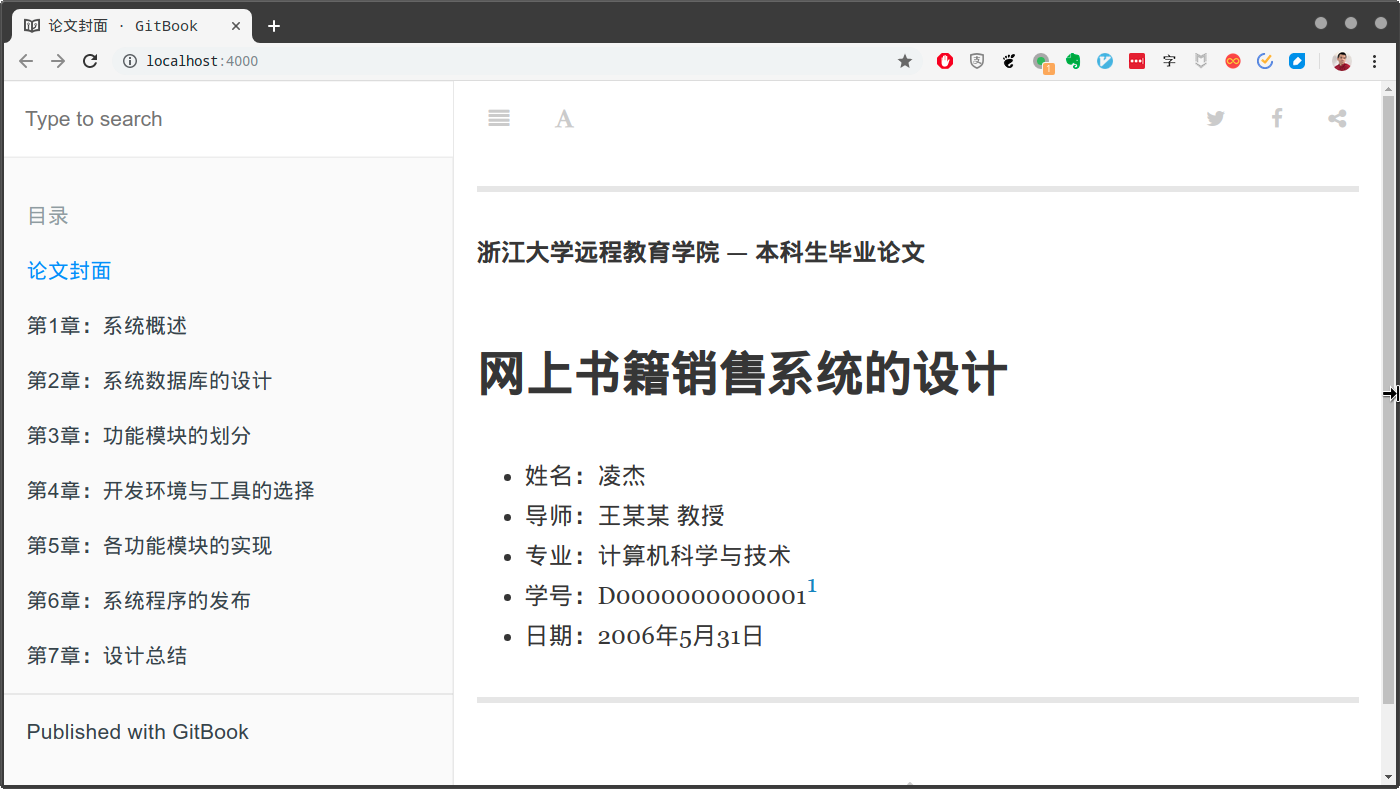 论文封面 · GitBook
localhost:4000
字
Type to search
A
目录
论文封面
第1章：系统概述
第2章：系统数据库的设计
第3章：功能模块的划分
第4章：开发环境与工具的选择
第5章：各功能模块的实现
第6章：系统程序的发布
第7章：设计总结
Published with GitBook
浙江大学远程教育学院 — 本科生毕业论文
网上书籍销售系统的设计
姓名：凌杰
导师：王某某 教授
专业：计算机科学与技术
学号：D0000000000001¹
日期：2006年5月31日